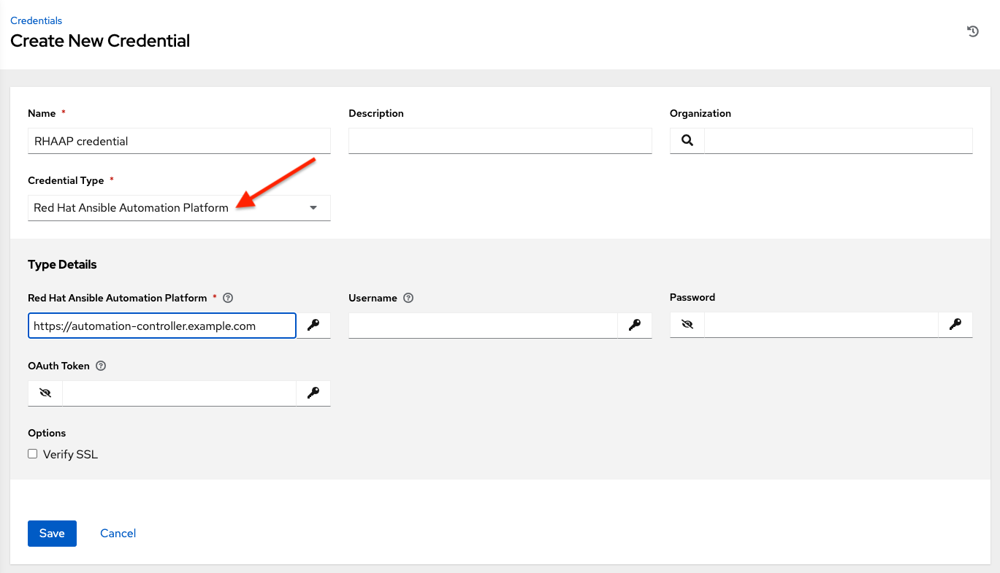 Credentials
Create New Credential
Name *
Description
Organization
RHAAP credential
Credential Type *
Red Hat Ansible Automation Platform
Type Details
Red Hat Ansible Automation Platform *
Username
Password
https://automation-controller.example.com
OAuth Token
Options
Verify SSL
Save
Cancel